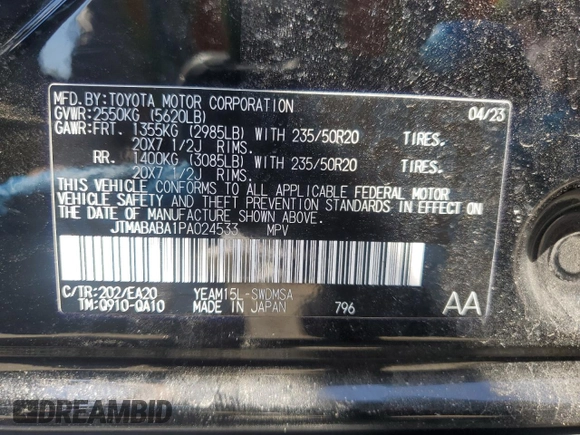 MFD.BY:TOYOTA MOTOR CORPORATION 04/23
GVWR:2550KG (5620LB)
GAWR:FRT. 1355KG (2985LB) WITH 235/50R20 TIRES.
20X7 1/2J RIMS.
RR. 1400KG (3085LB) WITH 235/50R20 TIRES.
20X7 1/2J RIMS.
THIS VEHICLE CONFORMS TO ALL APPLICABLE FEDERAL MOTOR
VEHICLE SAFETY AND THEFT PREVENTION STANDARDS IN EFFECT ON
THE DATE OF MANUFACTURE SHOWN ABOVE.
JTMABABA1PA024533 MPV
C/TR:202/EA20 YEAM15L-SWDMSA
TM:Q910-QA10 MADE IN JAPAN 796 AA
DREAMBID